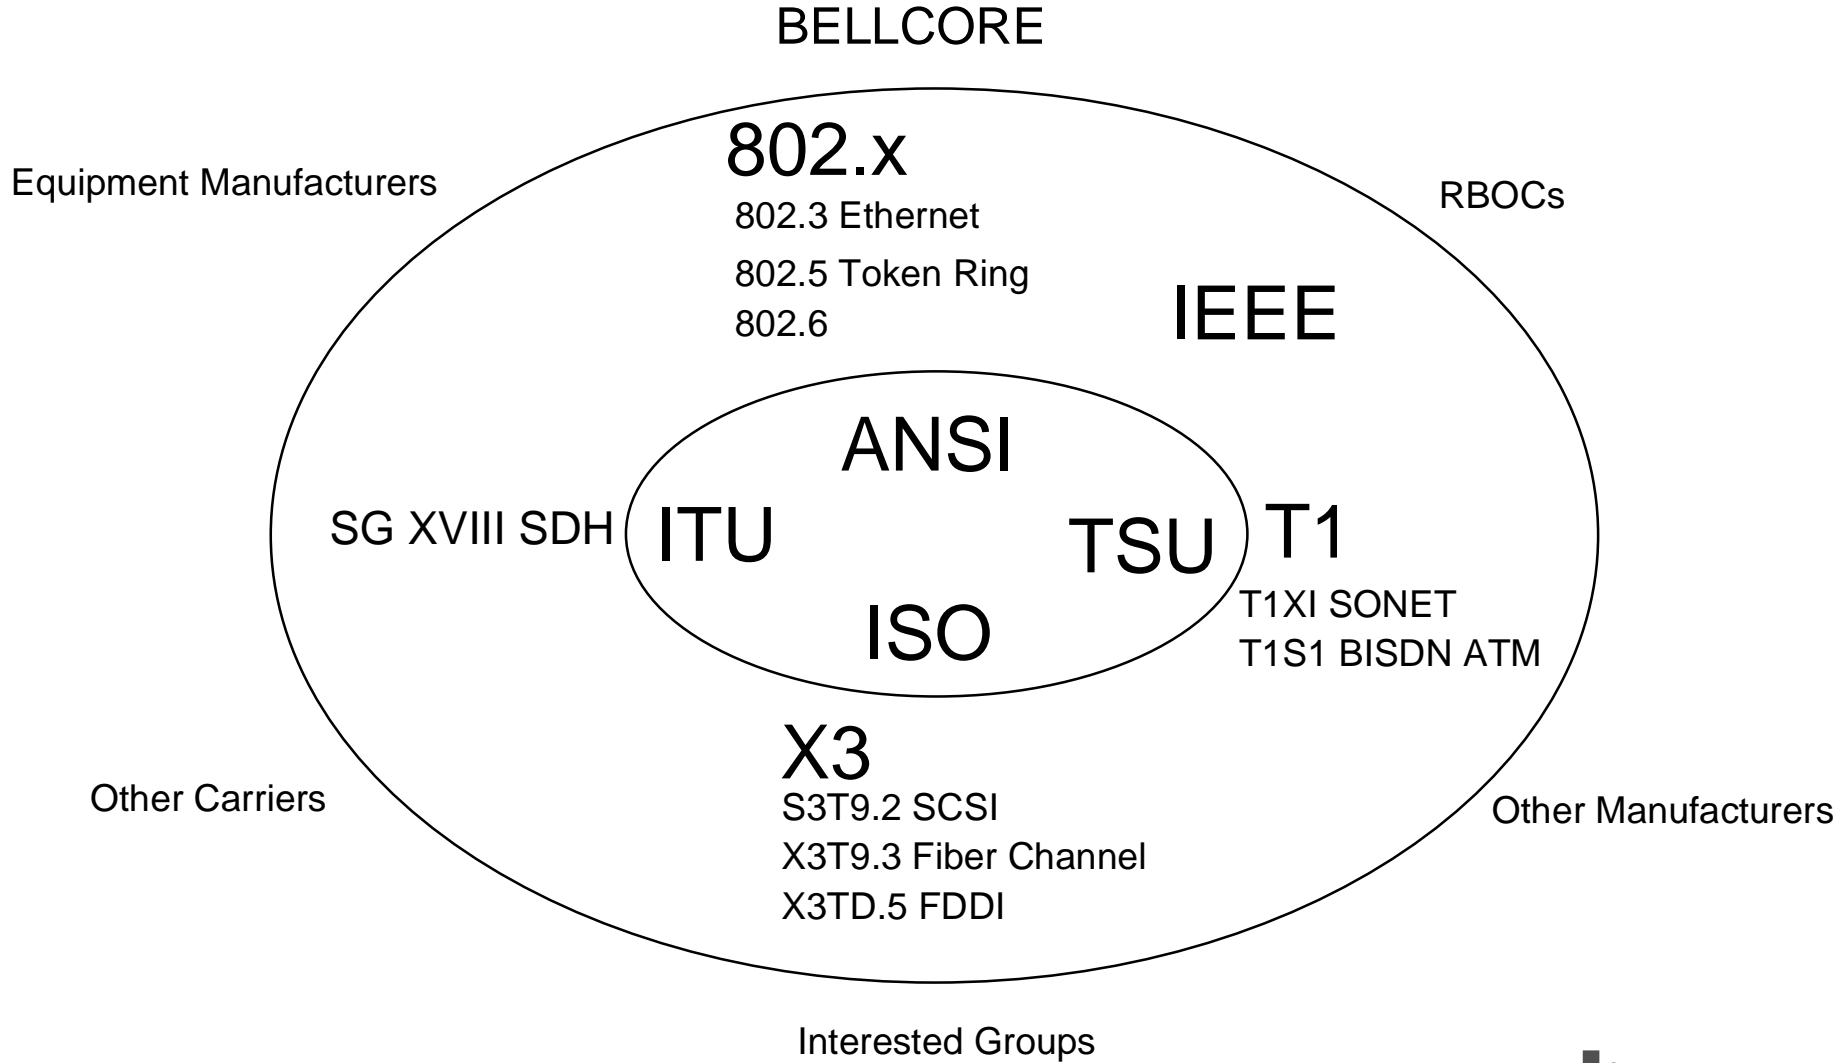 BELLCORE
Equipment Manufacturers
802.x
802.3 Ethernet
802.5 Token Ring
802.6
RBOCs
IEEE
ANSI
SG XVIII SDH
ITU
TSU
T1
T1XI SONET
T1S1 BISDN ATM
ISO
X3
S3T9.2 SCSI
X3T9.3 Fiber Channel
X3TD.5 FDDI
Other Carriers
Other Manufacturers
Interested Groups